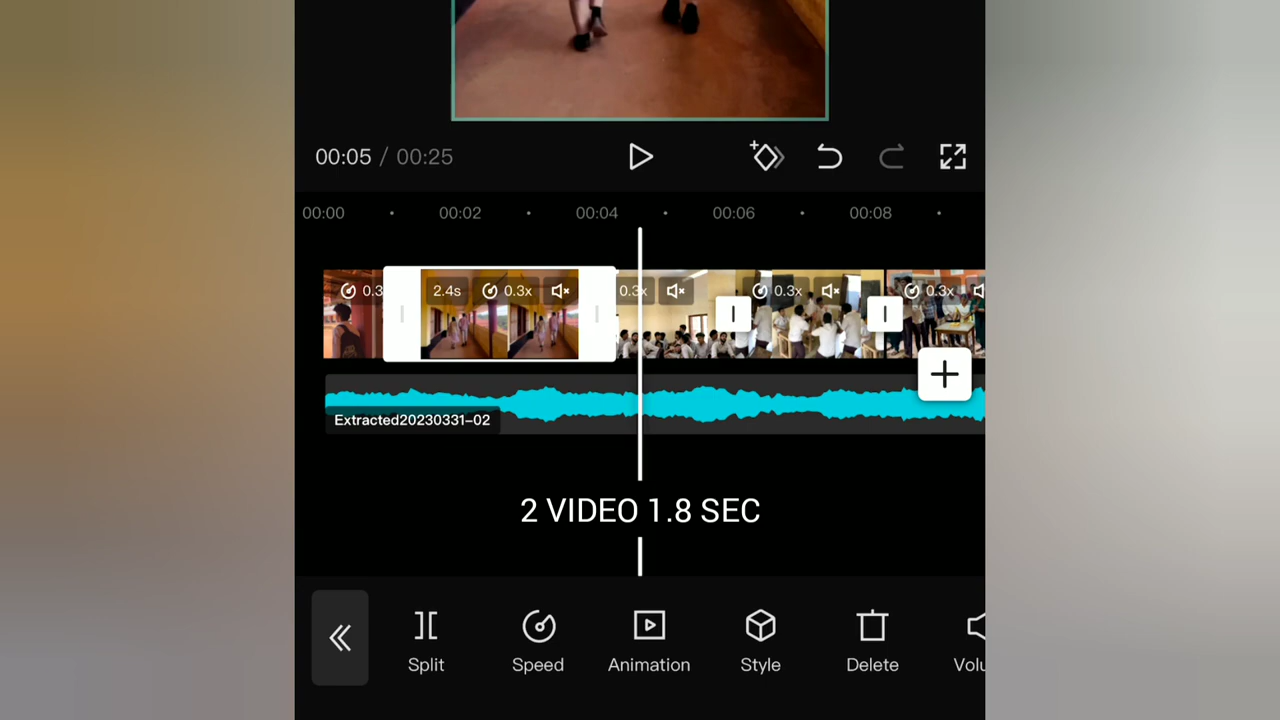 00:05 / 00:25
00:00 00:02 00:04 00:06 00:08
0.3 2.4s 0.3x 0.3x 0.3x 0.3x
Extracted20230331-02
2 VIDEO 1.8 SEC
Split Speed Animation Style Delete Volu